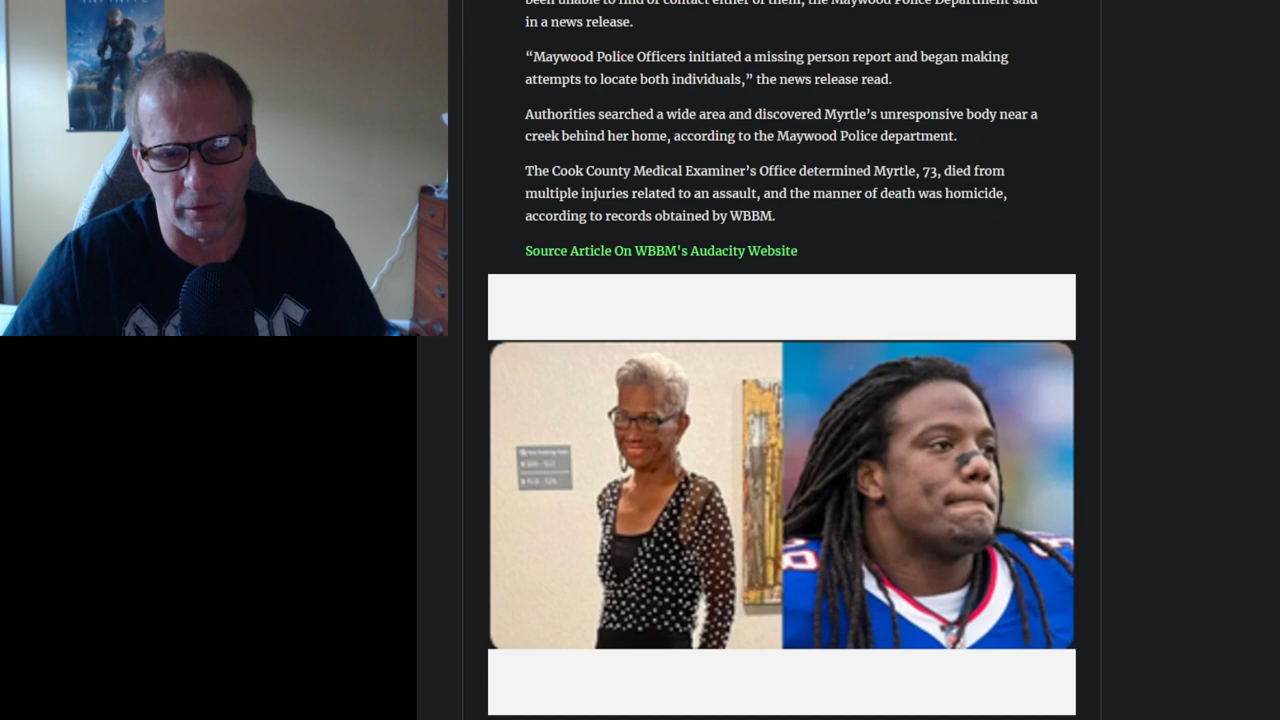 INFINITE
been unable to find or contact either of them, the Maywood Police Department said
in a news release.
“Maywood Police Officers initiated a missing person report and began making
attempts to locate both individuals,” the news release read.
Authorities searched a wide area and discovered Myrtle’s unresponsive body near a
creek behind her home, according to the Maywood Police department.
The Cook County Medical Examiner’s Office determined Myrtle, 73, died from
multiple injuries related to an assault, and the manner of death was homicide,
according to records obtained by WBBM.
Source Article On WBBM's Audacity Website